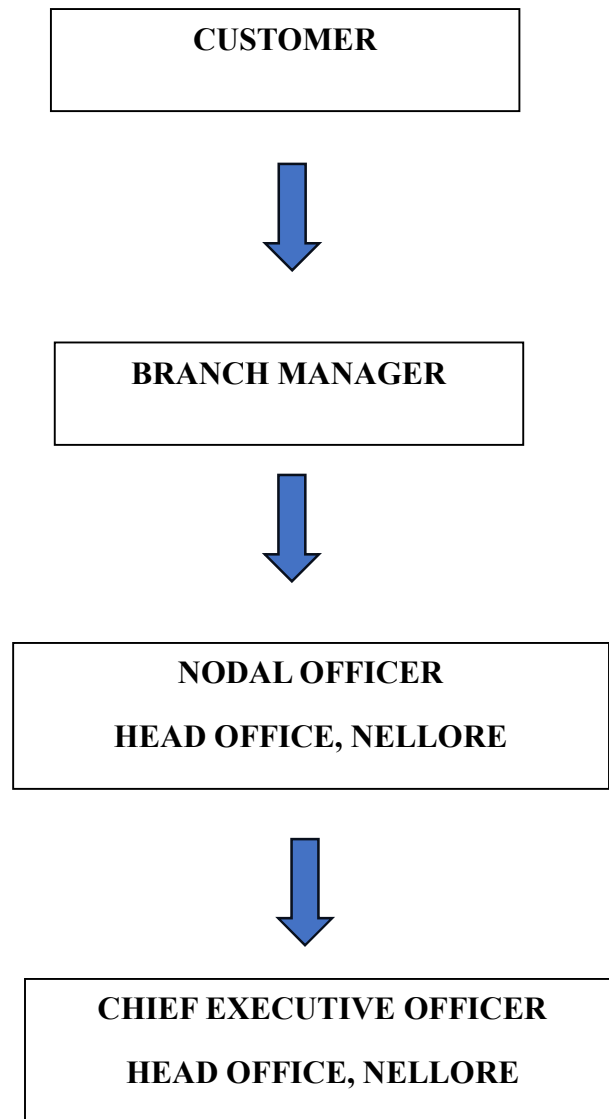 CUSTOMER
BRANCH MANAGER
NODAL OFFICER
HEAD OFFICE, NELLORE
CHIEF EXECUTIVE OFFICER
HEAD OFFICE, NELLORE